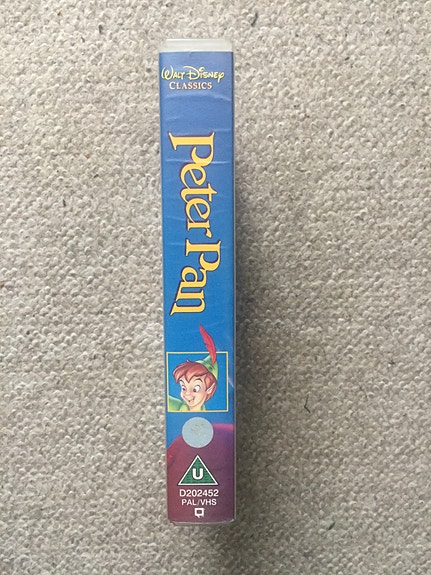 Walt Disney
CLASSICS
Peter Pan
U
D202452
PAL/VHS